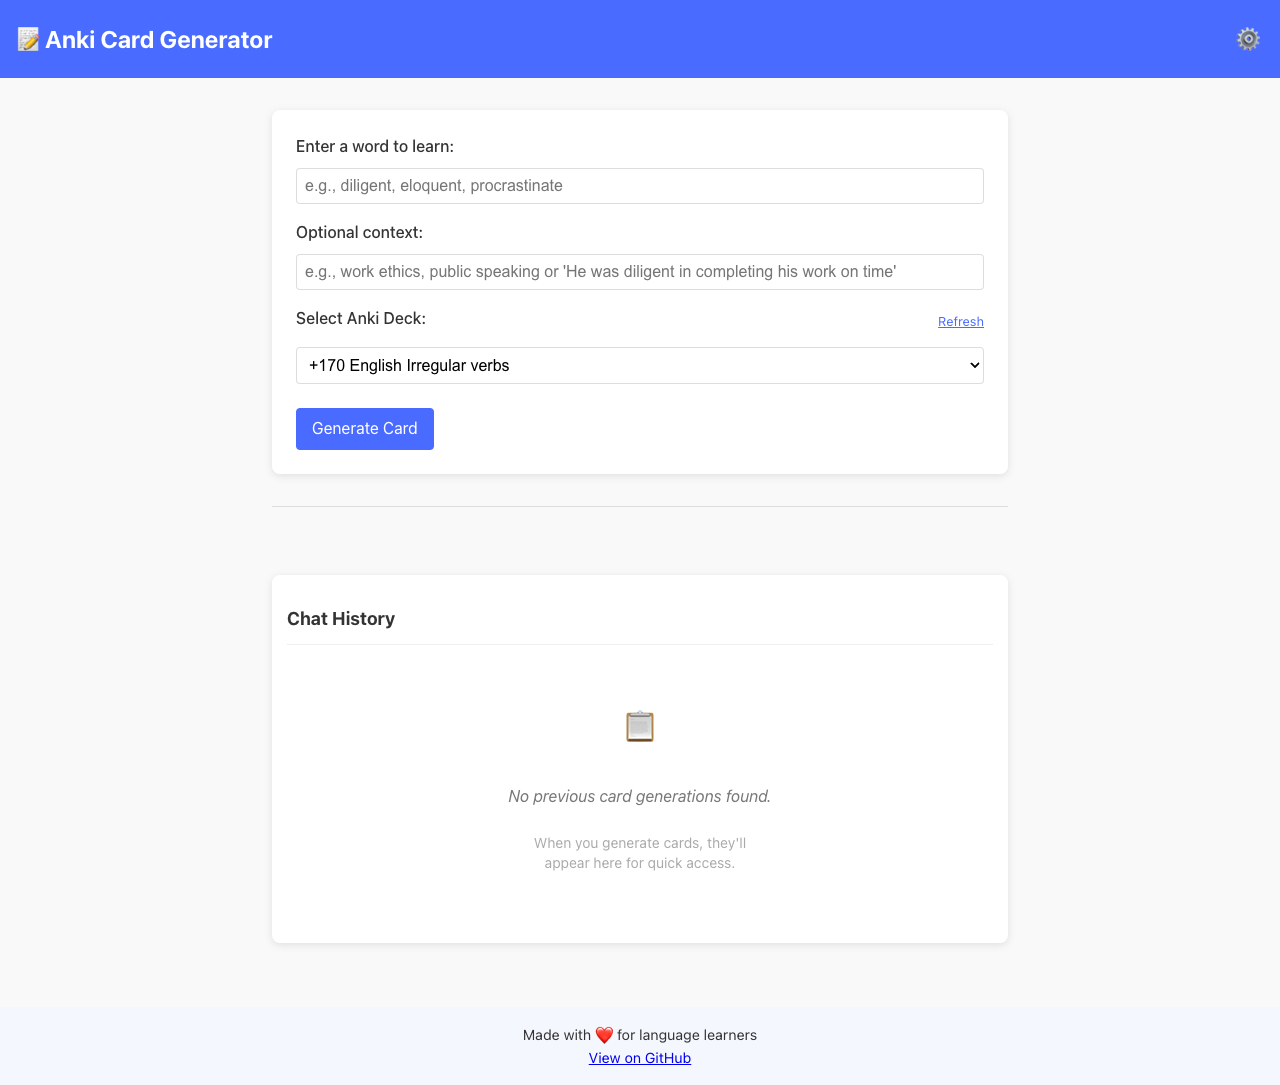 Anki Card Generator
Enter a word to learn:
e.g., diligent, eloquent, procrastinate
Optional context:
e.g., work ethics, public speaking or 'He was diligent in completing his work on time'
Select Anki Deck:
Refresh
+170 English Irregular verbs
Generate Card
Chat History
No previous card generations found.
When you generate cards, they'll
appear here for quick access.
Made with ❤️ for language learners
View on GitHub